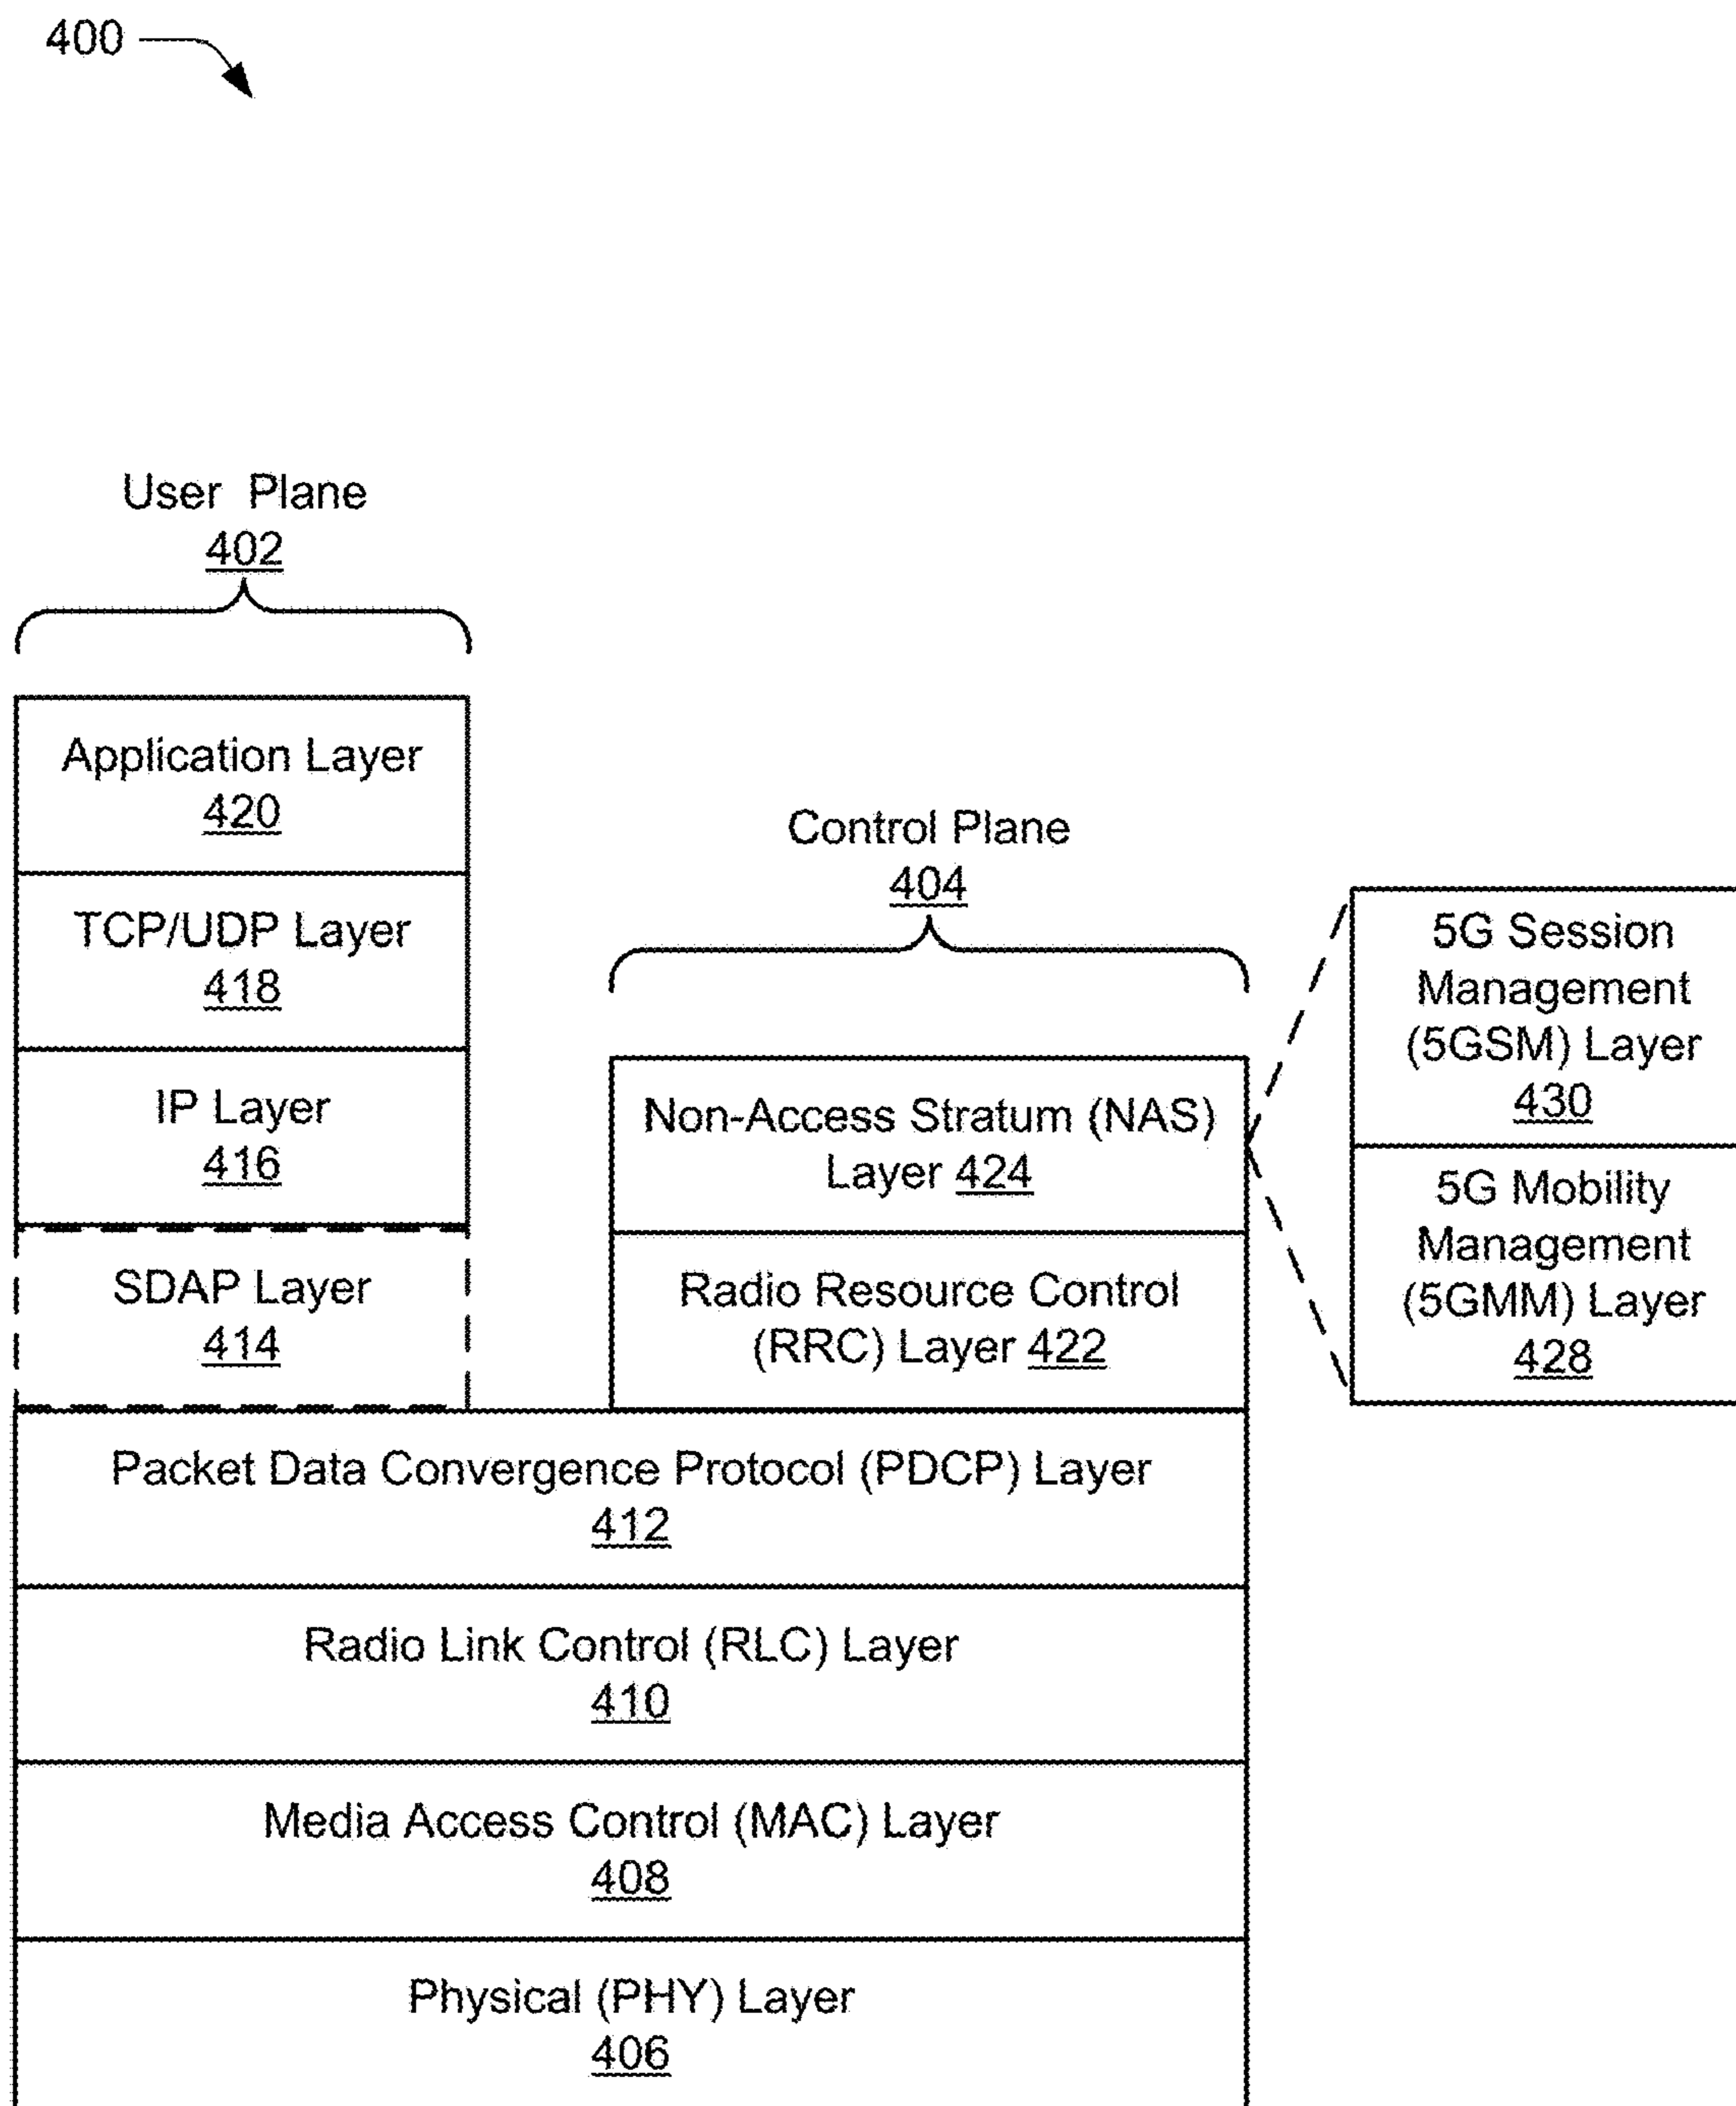 400
User Plane
402
Application Layer
420
TCP/UDP Layer
418
IP Layer
416
SDAP Layer
414
Control Plane
404
Non-Access Stratum (NAS)
Layer 424
Radio Resource Control
(RRC) Layer 422
5G Session
Management
(5GSM) Layer
430
5G Mobility
Management
(5GMM) Layer
428
Packet Data Convergence Protocol (PDCP) Layer
412
Radio Link Control (RLC) Layer
410
Media Access Control (MAC) Layer
408
Physical (PHY) Layer
406